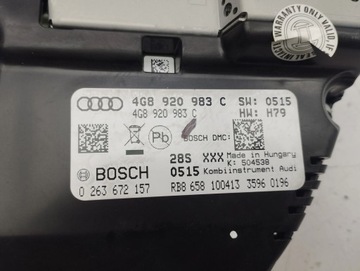 WARRANTY ONLY VALID IF
4G8 920 983 C SW: 0515
4G8 920 983 C HW: H79
Pb BOSCH DMC:
28S XXX Made in Hungary
K: 504538
BOSCH 0515 Kombiinstrument Audi
0 263 672 157 RB8 658 100413 3596 0196